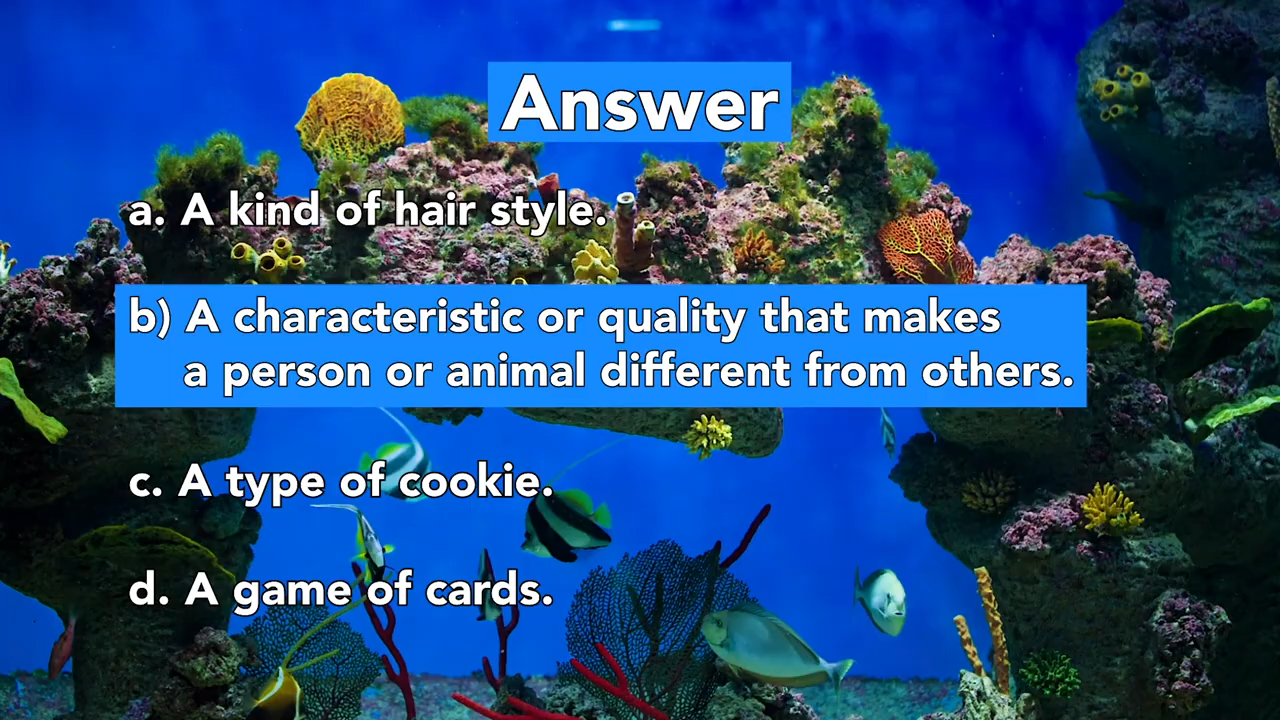 Answer
a. A kind of hair style.
b) A characteristic or quality that makes
a person or animal different from others.
c. A type of cookie.
d. A game of cards.